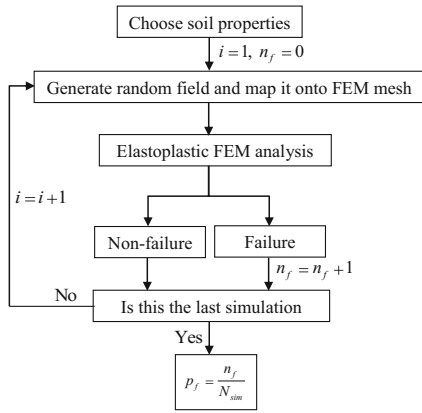 Choose soil properties
i=1, n_f=0
Generate random field and map it onto FEM mesh
Elastoplastic FEM analysis
i=i+1
Non-failure
Failure
n_f=n_f+1
No
Is this the last simulation
Yes
p_f=n_f/N_sim